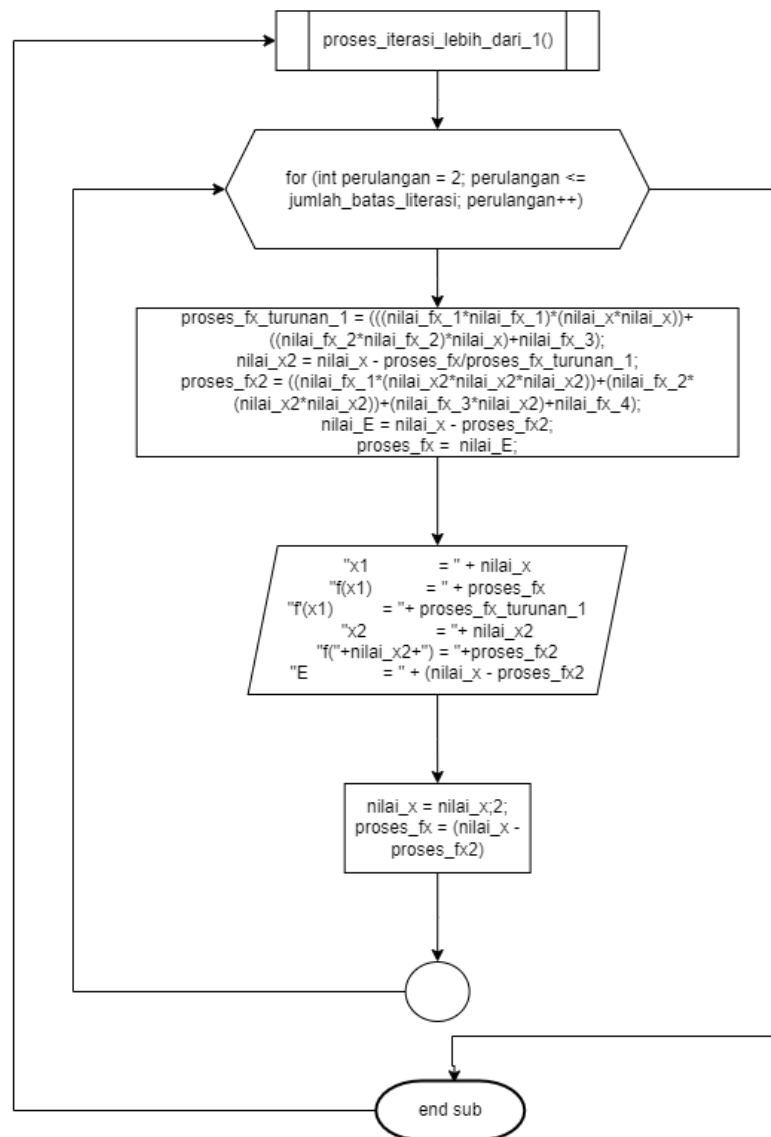 proses_iterasi_lebih_dari_1()
for (int perulangan = 2; perulangan <=
jumlah_batas_literasi; perulangan++)
proses_fx_turunan_1 = (((nilai_fx_1*nilai_fx_1)*(nilai_x*nilai_x))+
((nilai_fx_2*nilai_fx_2)*nilai_x)+nilai_fx_3);
nilai_x2 = nilai_x - proses_fx/proses_fx_turunan_1;
proses_fx2 = ((nilai_fx_1*(nilai_x2*nilai_x2*nilai_x2))+(nilai_fx_2*
(nilai_x2*nilai_x2))+(nilai_fx_3*nilai_x2)+nilai_fx_4);
nilai_E = nilai_x - proses_fx2;
proses_fx = nilai_E;
"x1 = " + nilai_x
"f(x1) = " + proses_fx
"f'(x1) = "+ proses_fx_turunan_1
"x2 = "+ nilai_x2
"f("+nilai_x2+") = "+proses_fx2
"E = " + (nilai_x - proses_fx2
nilai_x = nilai_x;2;
proses_fx = (nilai_x -
proses_fx2)
end sub